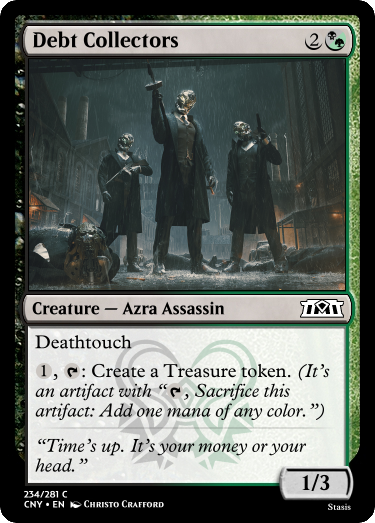 Debt Collectors 2
Creature — Azra Assassin
Deathtouch
1, : Create a Treasure token. (It's
an artifact with “, Sacrifice this
artifact: Add one mana of any color.”)
“Time's up. It's your money or your
head.”
1/3
234/281 C
CNY • EN Christo Crafford
Stasis